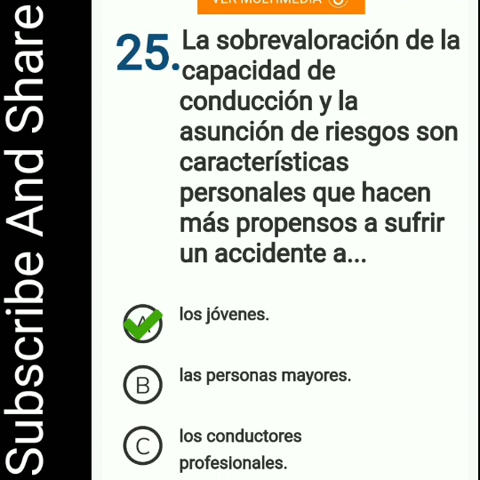 VER MULTIMEDIA
Subscribe And Share
25. La sobrevaloración de la
capacidad de
conducción y la
asunción de riesgos son
características
personales que hacen
más propensos a sufrir
un accidente a...
A los jóvenes.
B las personas mayores.
C los conductores
profesionales.